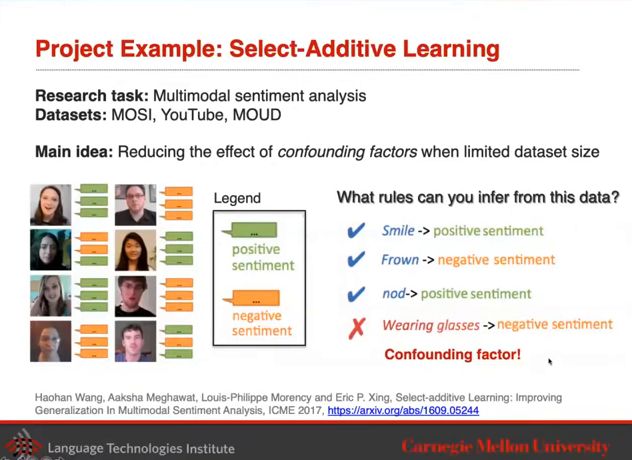 Project Example: Select-Additive Learning
Research task: Multimodal sentiment analysis
Datasets: MOSI, YouTube, MOUD
Main idea: Reducing the effect of confounding factors when limited dataset size
Legend
...
positive
sentiment
...
negative
sentiment
What rules can you infer from this data?
Smile -> positive sentiment
Frown -> negative sentiment
nod-> positive sentiment
Wearing glasses -> negative sentiment
Confounding factor!
Haohan Wang, Aaksha Meghawat, Louis-Philippe Morency and Eric P. Xing, Select-additive Learning: Improving
Generalization In Multimodal Sentiment Analysis, ICME 2017, https://arxiv.org/abs/1609.05244
Language Technologies Institute
Carnegie Mellon University